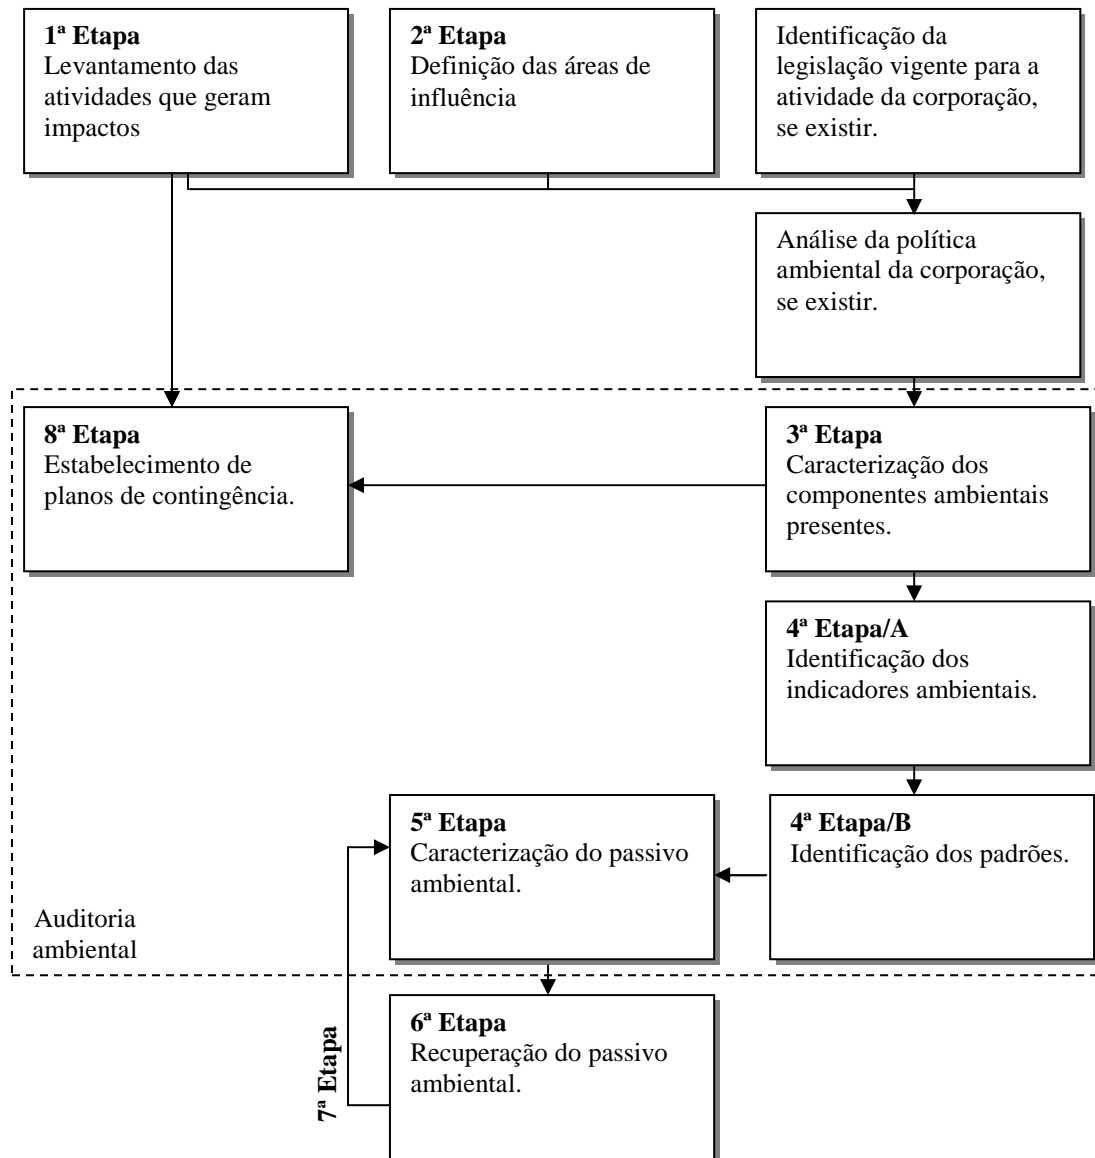 1ª Etapa
Levantamento das
atividades que geram
impactos
2ª Etapa
Definição das áreas de
influência
Identificação da
legislação vigente para a
atividade da corporação,
se existir.
Análise da política
ambiental da corporação,
se existir.
8ª Etapa
Estabelecimento de
planos de contingência.
3ª Etapa
Caracterização dos
componentes ambientais
presentes.
4ª Etapa/A
Identificação dos
indicadores ambientais.
5ª Etapa
Caracterização do passivo
ambiental.
4ª Etapa/B
Identificação dos padrões.
Auditoria
ambiental
7ª Etapa
6ª Etapa
Recuperação do passivo
ambiental.